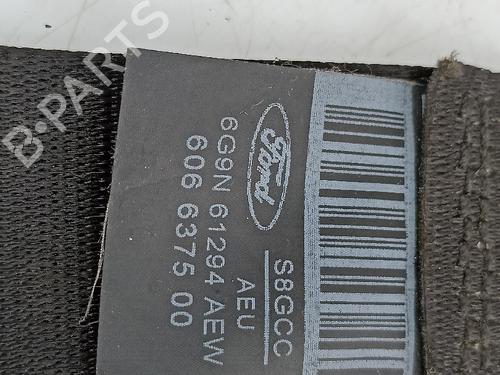 Ford
S8GCC
AEU
6G9N 61294 AEW
606 6375 00
B-PARTS